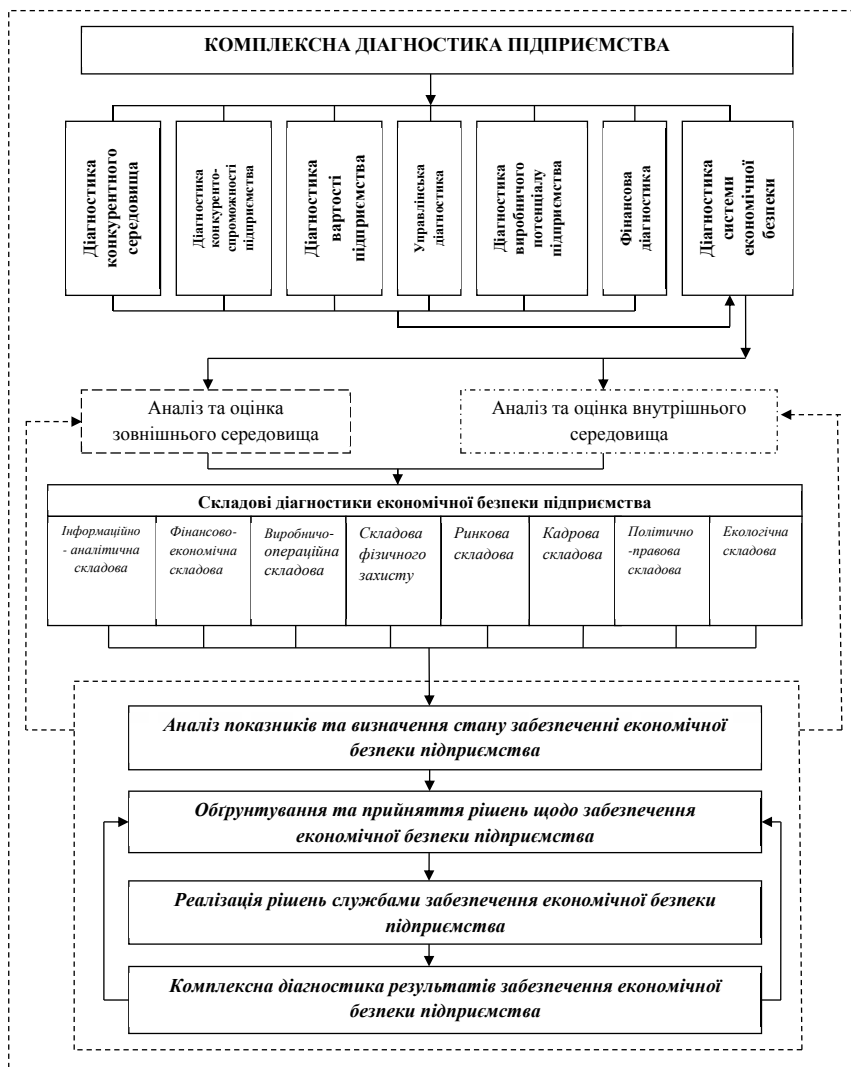 КОМПЛЕКСНА ДІАГНОСТИКА ПІДПРИЄМСТВА
Діагностика
конкурентного
середовища
Діагностика
конкуренто-
спроможності
підприємства
Діагностика
вартості
підприємства
Управлінська
діагностика
Діагностика
виробничого
потенціалу
підприємства
Фінансова
діагностика
Діагностика
системи
економічної
безпеки
Аналіз та оцінка
зовнішнього середовища
Аналіз та оцінка внутрішнього
середовища
Складові діагностики економічної безпеки підприємства
Інформаційно
- аналітична
складова
Фінансово-
економічна
складова
Виробничо-
операційна
складова
Складова
фізичного
захисту
Ринкова
складова
Кадрова
складова
Політично
-правова
складова
Екологічна
складова
Аналіз показників та визначення стану забезпеченні економічної
безпеки підприємства
Обґрунтування та прийняття рішень щодо забезпечення
економічної безпеки підприємства
Реалізація рішень службами забезпечення економічної безпеки
підприємства
Комплексна діагностика результатів забезпечення економічної
безпеки підприємства